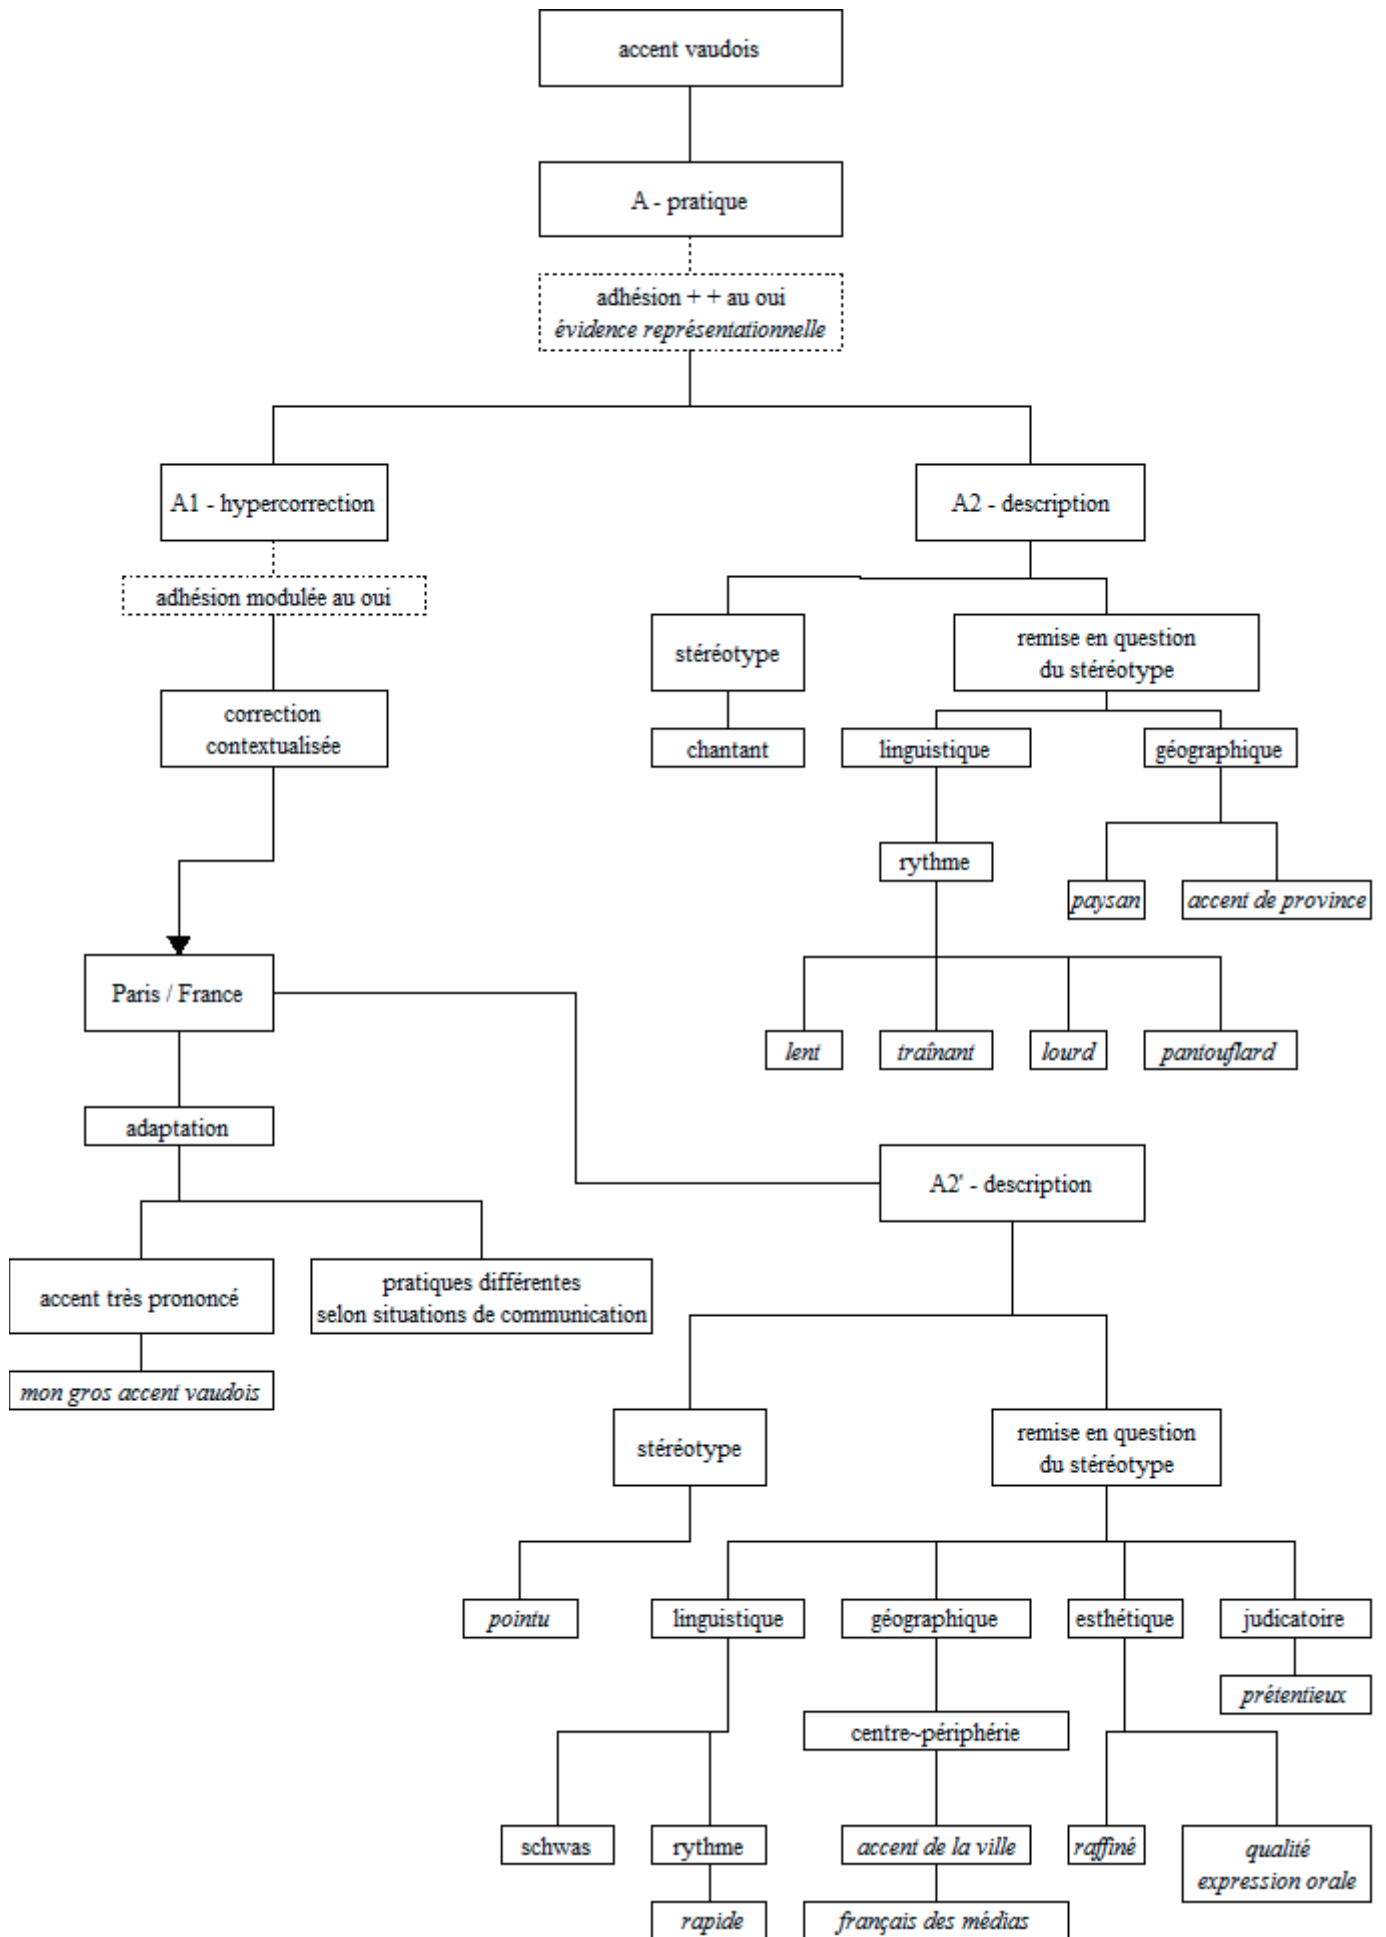 accent vaudois
A - pratique
adhésion + + au oui
évidence représentationnelle
A1 - hypercorrection
A2 - description
adhésion modulée au oui
stéréotype
remise en question
du stéréotype
correction
contextualisée
chantant
linguistique
géographique
rythme
paysan
accent de province
Paris / France
lent
traînant
lourd
pantouflard
adaptation
A2' - description
accent très prononcé
pratiques différentes
selon situations de communication
mon gros accent vaudois
stéréotype
remise en question
du stéréotype
pointu
linguistique
géographique
esthétique
judicatoire
prétentieux
centre~périphérie
schwas
rythme
accent de la ville
raffiné
qualité
expression orale
rapide
français des médias